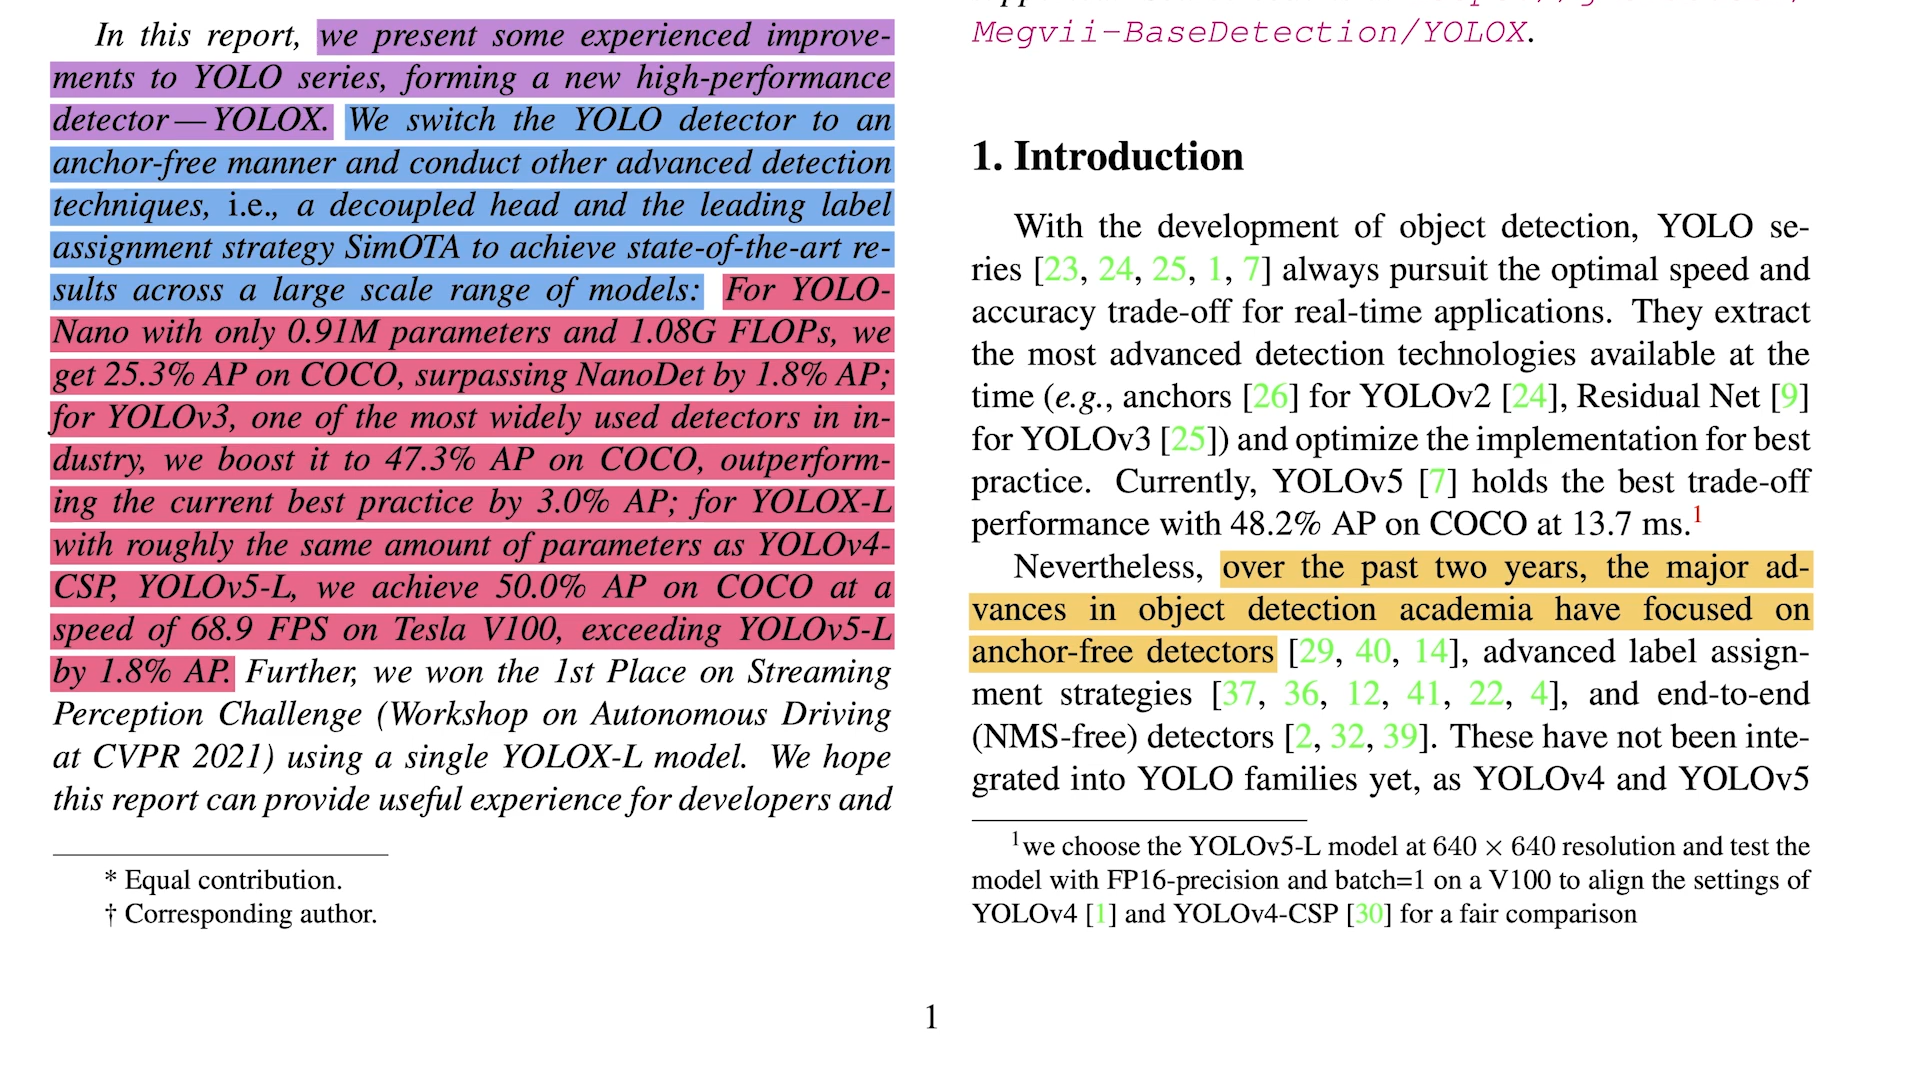 In this report, we present some experienced improve-
ments to YOLO series, forming a new high-performance
detector — YOLOX. We switch the YOLO detector to an
anchor-free manner and conduct other advanced detection
techniques, i.e., a decoupled head and the leading label
assignment strategy SimOTA to achieve state-of-the-art re-
sults across a large scale range of models: For YOLO-
Nano with only 0.91M parameters and 1.08G FLOPs, we
get 25.3% AP on COCO, surpassing NanoDet by 1.8% AP;
for YOLOv3, one of the most widely used detectors in in-
dustry, we boost it to 47.3% AP on COCO, outperform-
ing the current best practice by 3.0% AP; for YOLOX-L
with roughly the same amount of parameters as YOLOv4-
CSP, YOLOv5-L, we achieve 50.0% AP on COCO at a
speed of 68.9 FPS on Tesla V100, exceeding YOLOv5-L
by 1.8% AP. Further, we won the 1st Place on Streaming
Perception Challenge (Workshop on Autonomous Driving
at CVPR 2021) using a single YOLOX-L model. We hope
this report can provide useful experience for developers and
* Equal contribution.
† Corresponding author.
Megvii-BaseDetection/YOLOX.
1. Introduction
With the development of object detection, YOLO se-
ries [23, 24, 25, 1, 7] always pursuit the optimal speed and
accuracy trade-off for real-time applications. They extract
the most advanced detection technologies available at the
time (e.g., anchors [26] for YOLOv2 [24], Residual Net [9]
for YOLOv3 [25]) and optimize the implementation for best
practice. Currently, YOLOv5 [7] holds the best trade-off
performance with 48.2% AP on COCO at 13.7 ms.1
Nevertheless, over the past two years, the major ad-
vances in object detection academia have focused on
anchor-free detectors [29, 40, 14], advanced label assign-
ment strategies [37, 36, 12, 41, 22, 4], and end-to-end
(NMS-free) detectors [2, 32, 39]. These have not been inte-
grated into YOLO families yet, as YOLOv4 and YOLOv5
1we choose the YOLOv5-L model at 640 × 640 resolution and test the
model with FP16-precision and batch=1 on a V100 to align the settings of
YOLOv4 [1] and YOLOv4-CSP [30] for a fair comparison
1